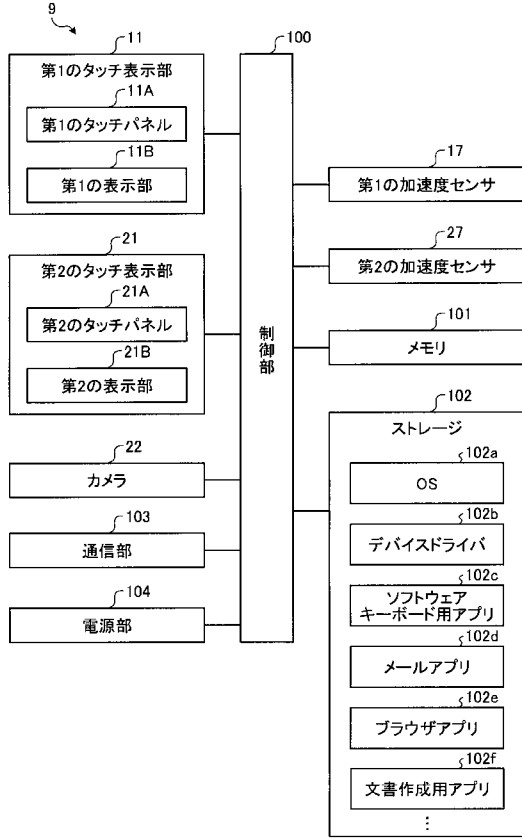 9
11
第1のタッチ表示部
11A
第1のタッチパネル
11B
第1の表示部
21
第2のタッチ表示部
21A
第2のタッチパネル
21B
第2の表示部
22
カメラ
103
通信部
104
電源部
100
制御部
17
第1の加速度センサ
27
第2の加速度センサ
101
メモリ
102
ストレージ
102a
OS
102b
デバイスドライバ
102c
ソフトウェア
キーボード用アプリ
102d
メールアプリ
102e
ブラウザアプリ
102f
文書作成用アプリ
⋮